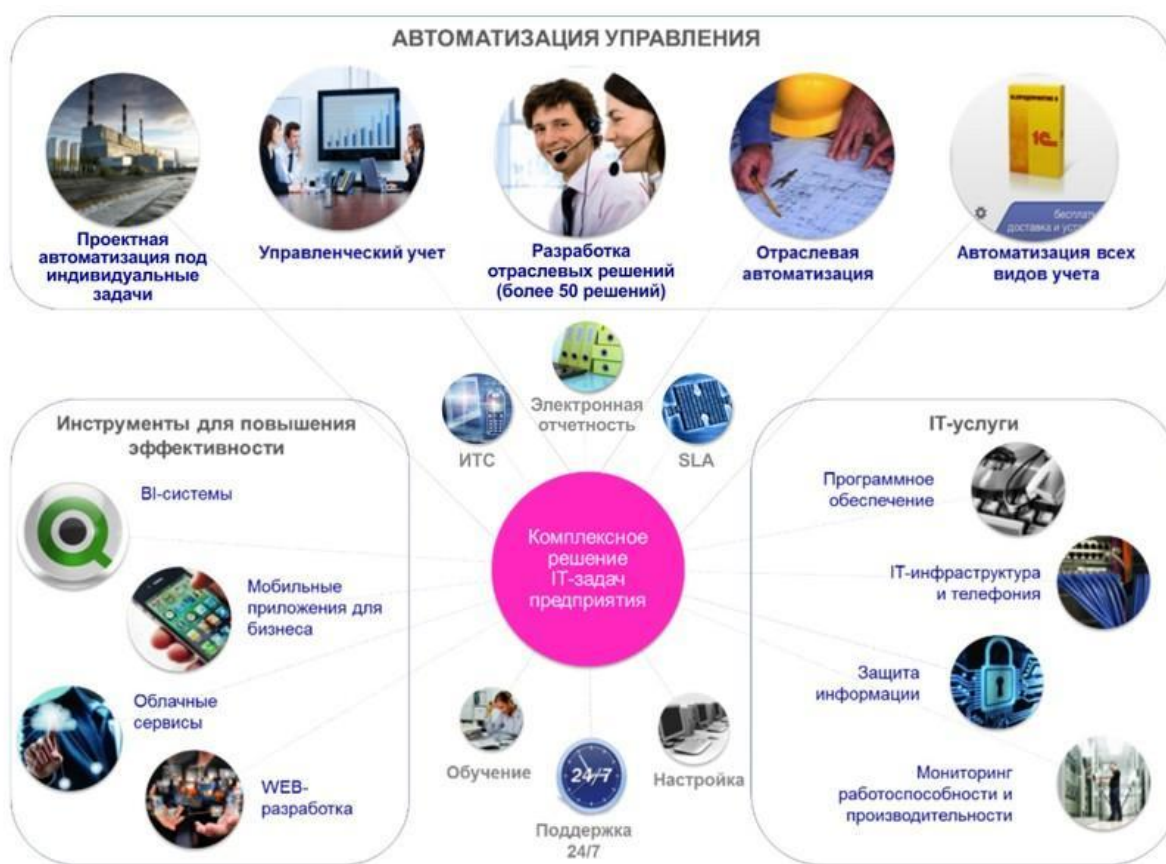 АВТОМАТИЗАЦИЯ УПРАВЛЕНИЯ
Проектная
автоматизация под
индивидуальные
задачи
Управленческий учет
Разработка
отраслевых решений
(более 50 решений)
Отраслевая
автоматизация
1С
доставка и
Автоматизация всех
видов учета
Электронная
отчетность
ИТС
SLA
Инструменты для повышения
эффективности
BI-системы
Мобильные
приложения для
бизнеса
Облачные
сервисы
WEB-
разработка
Комплексное
решение
IT-задач
предприятия
Обучение
24/7
Поддержка
24/7
Настройка
IT-услуги
Программное
обеспечение
IT-инфраструктура
и телефония
Защита
информации
Мониторинг
работоспособности и
производительности